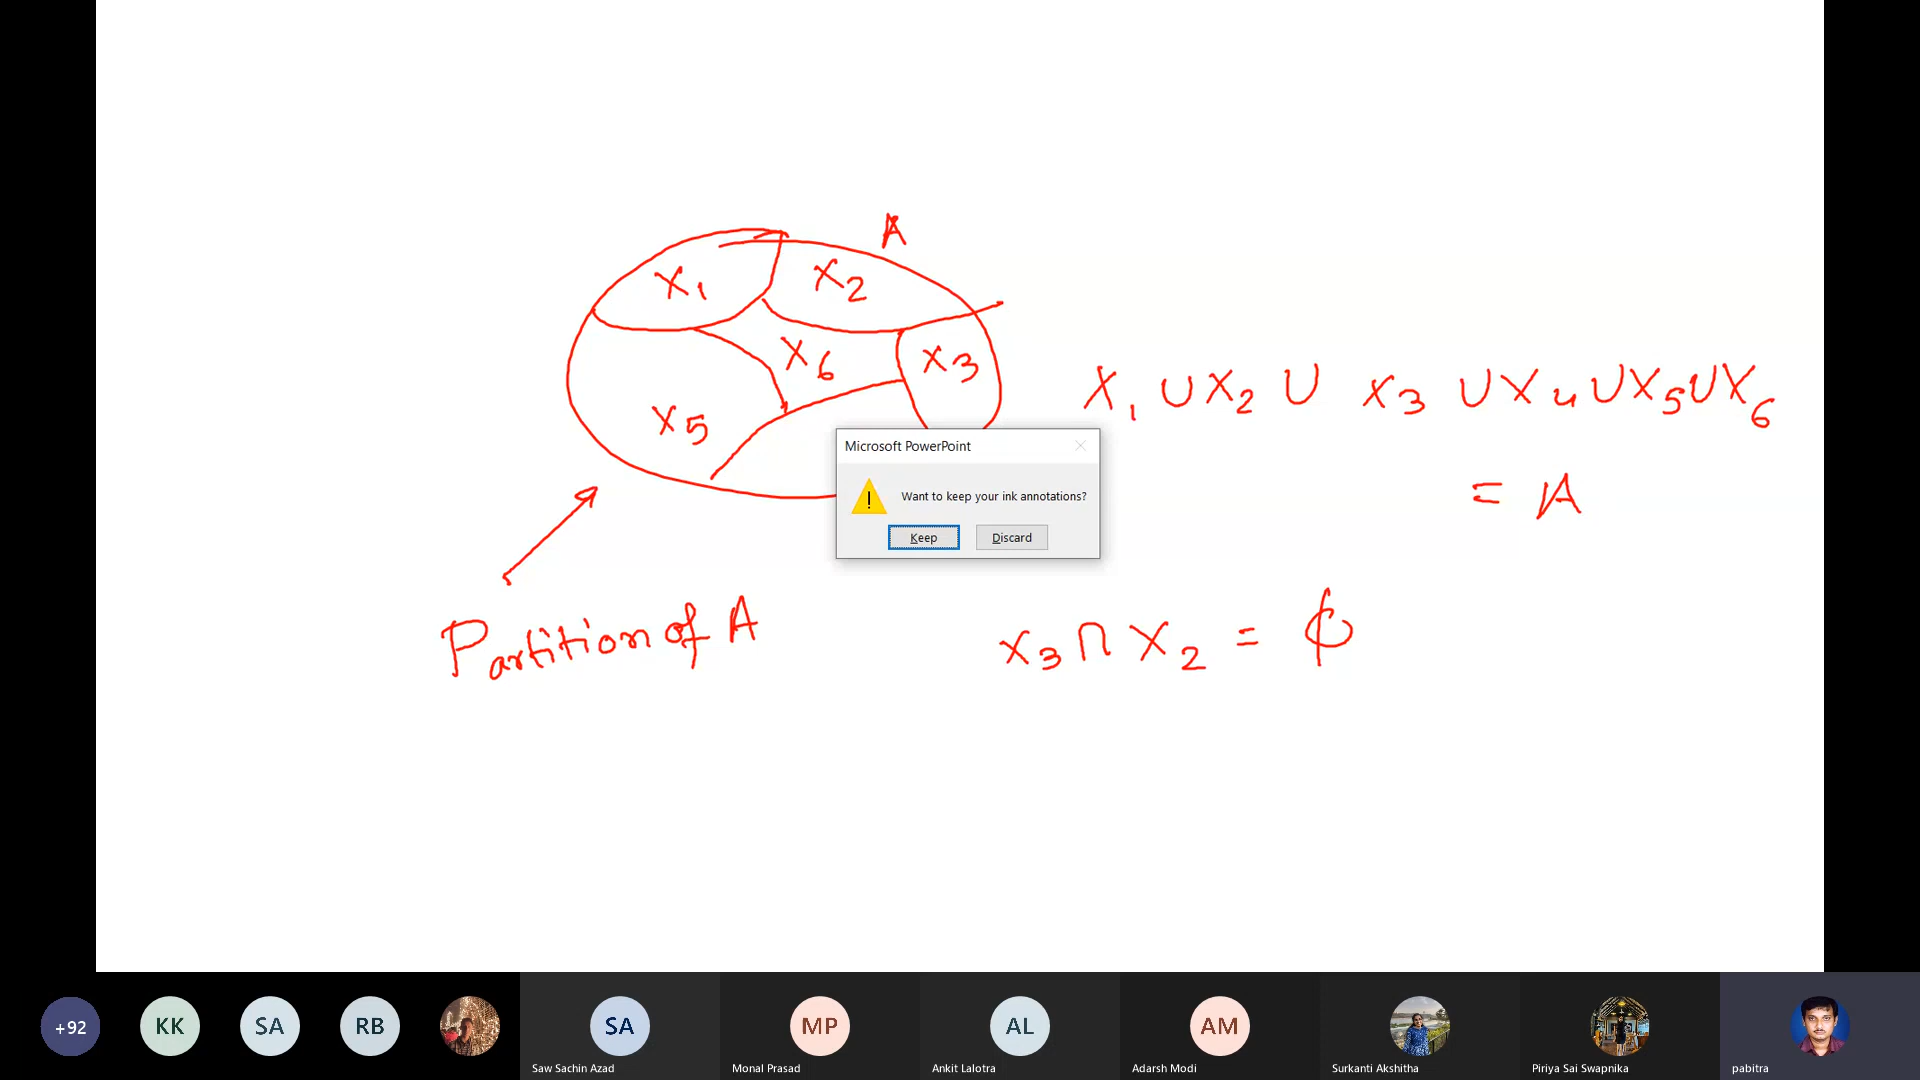 A
X1 X2
X6 X3
X5
X1 ∪ X2 ∪ X3 ∪ X4 ∪ X5 ∪ X6
= A
Microsoft PowerPoint
Want to keep your ink annotations?
Keep Discard
Partition of A
X3 ∩ X2 = ϕ
+92 KK SA RB SA MP AL AM
Saw Sachin Azad Monal Prasad Ankit Lalotra Adarsh Modi Surkanti Akshitha Piriya Sai Swapnika pabitra